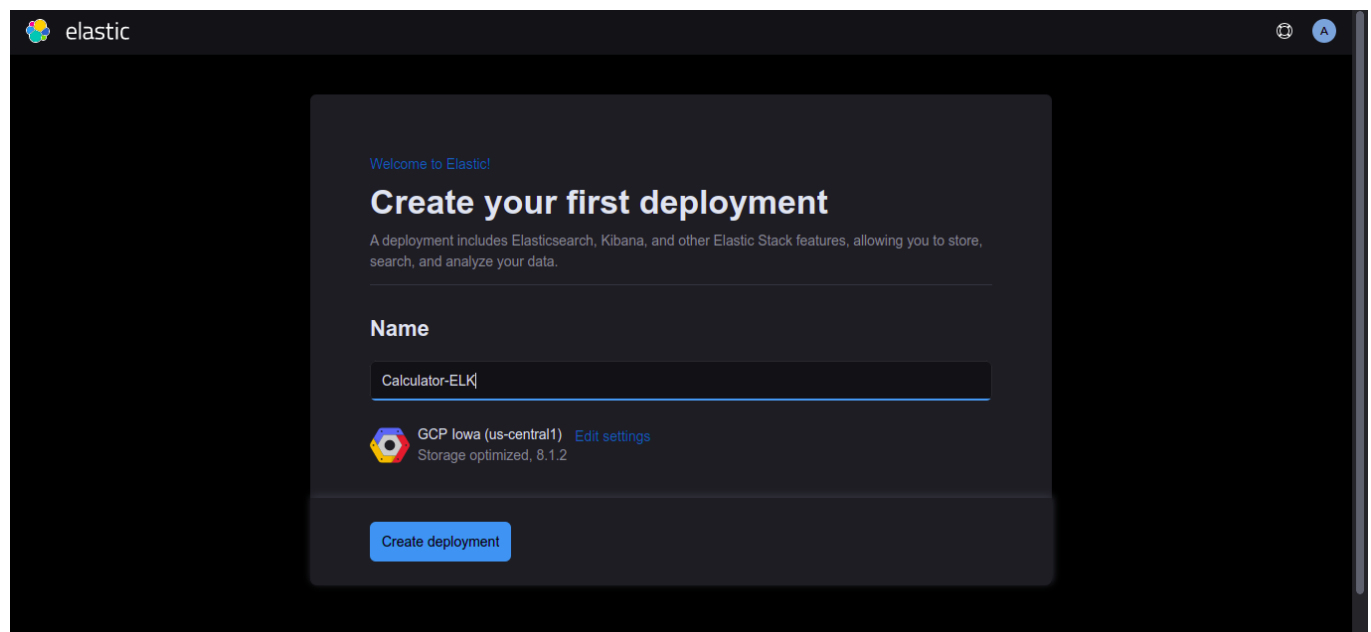 elastic
A
Welcome to Elastic!
Create your first deployment
A deployment includes Elasticsearch, Kibana, and other Elastic Stack features, allowing you to store,
search, and analyze your data.
Name
Calculator-ELK
GCP Iowa (us-central1) Edit settings
Storage optimized, 8.1.2
Create deployment